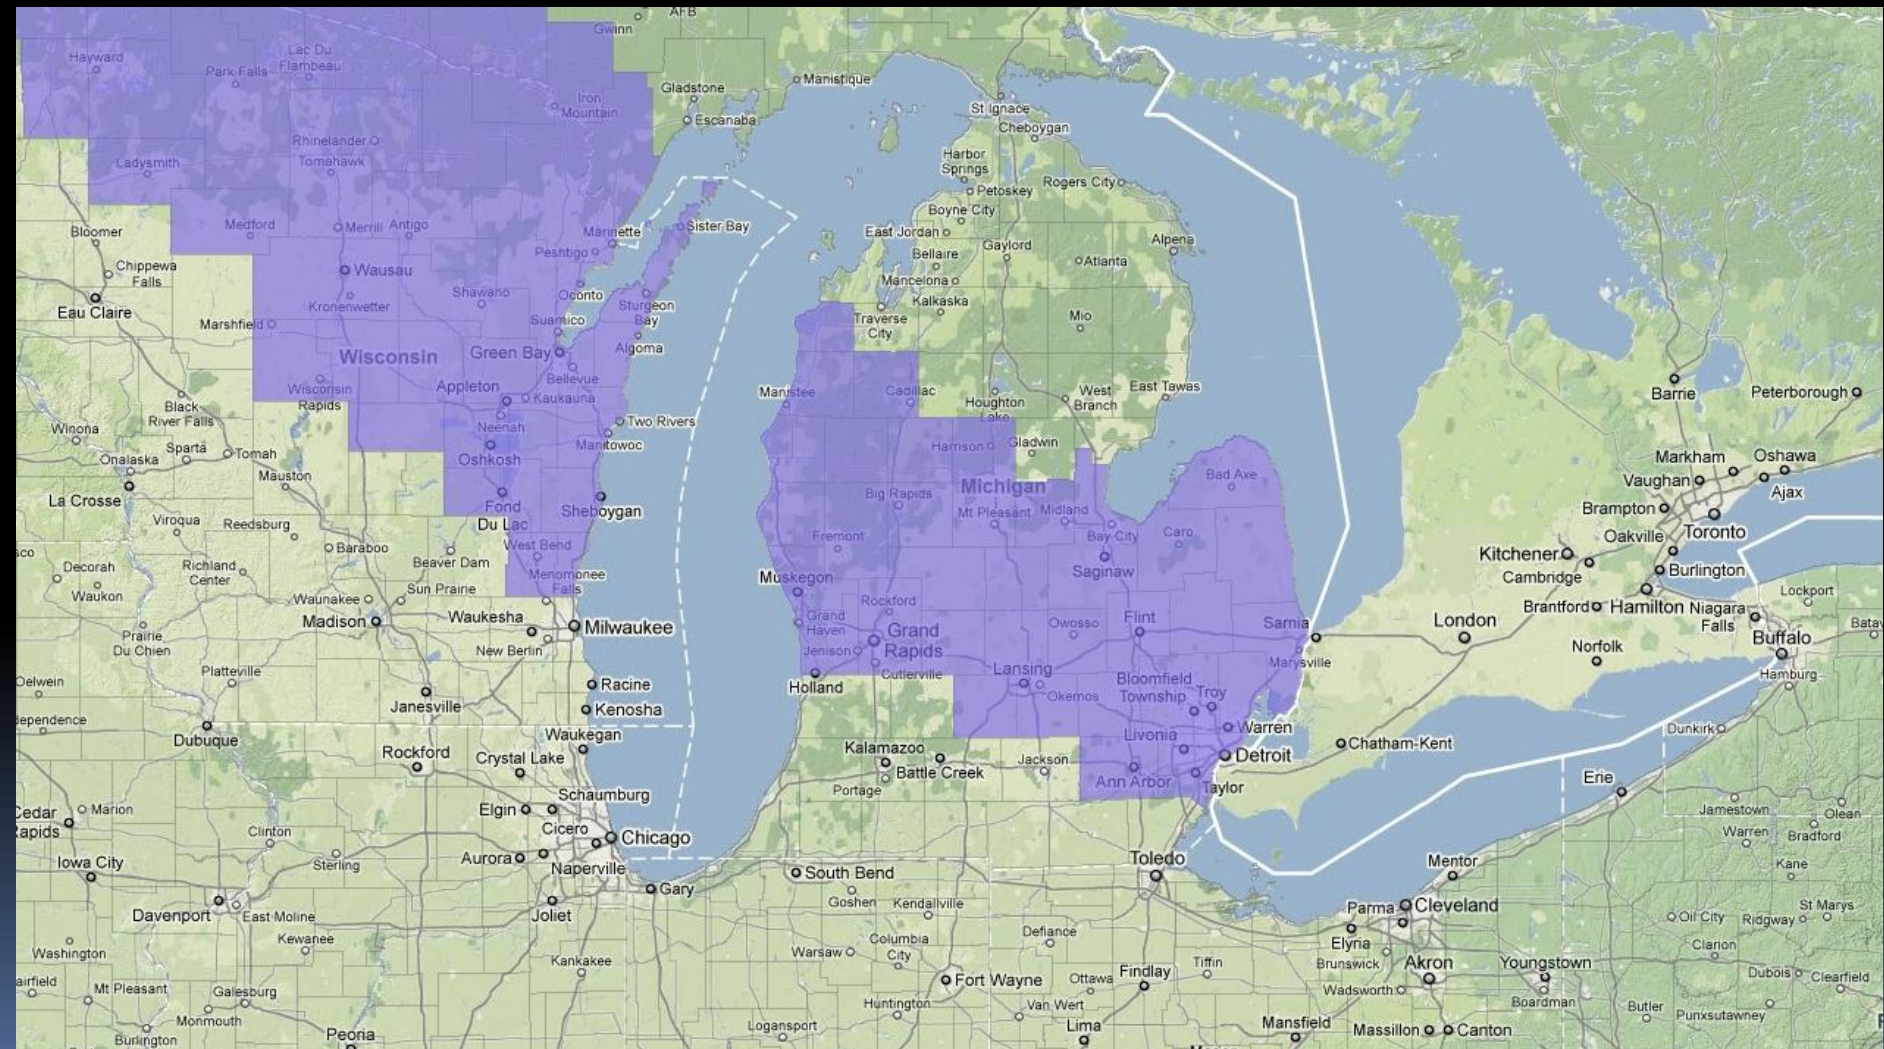 AFB
Gwinn
Hayward
Lac Du
Flambeau
Park Falls
Manistique
Gladstone
Iron
Mountain
St Ignace
Escanaba
Cheboygan
Rhinelander
Tomahawk
Ladysmith
Harbor
Springs
Rogers City
Petoskey
Boyne City
Medford
Merrill
Antigo
Marinette
Sister Bay
Bloomer
East Jordan
Gaylord
Alpena
Peshtigo
Bellaire
Atlanta
Chippewa
Falls
Wausau
Mancelona
Shawano
Oconto
Kalkaska
Sturgeon
Bay
Kronenwetter
Eau Claire
Suamico
Traverse
City
Mio
Marshfield
Algoma
Green Bay
Wisconsin
Bellevue
Appleton
Kaukauna
Wisconsin
Rapids
Manistee
Cadillac
West
Branch
East Tawas
Houghton
Lake
Barrie
Peterborough
Black
River Falls
Winona
Neenah
Two Rivers
Manitowoc
Harrison
Gladwin
Sparta
Tomah
Onalaska
Oshkosh
Mauston
Markham
Oshawa
Vaughan
Ajax
Bad Axe
Michigan
Big Rapids
La Crosse
Fond
Du Lac
Sheboygan
Mt Pleasant
Midland
Brampton
Toronto
Viroqua
Reedsburg
Bay City
Caro
Fremont
Oakville
Baraboo
West Bend
Kitchener
sco
Decorah
Richland
Center
Beaver Dam
Saginaw
Burlington
Cambridge
Menomonee
Falls
Muskegon
Waukon
Sun Prairie
Waunakee
Rockford
Lockport
Brantford
Hamilton
Niagara
Falls
Madison
Waukesha
Milwaukee
Grand
Haven
Owosso
Flint
Sarnia
London
Grand
Rapids
Prairie
Du Chien
New Berlin
Jenison
Buffalo
Norfolk
Platteville
Marysville
Lansing
Cutlerville
Hamburg
Oelwein
Racine
Holland
Bloomfield
Township
Troy
Okemos
Janesville
Kenosha
ependence
Dunkirk
Dubuque
Waukegan
Warren
Livonia
Rockford
Crystal Lake
Kalamazoo
Detroit
Chatham-Kent
Battle Creek
Jackson
Erie
Portage
Ann Arbor
Taylor
Schaumburg
Elgin
Marion
Cedar
Rapids
Jamestown
Olean
Clinton
Cicero
Chicago
Warren
Bradford
Aurora
Naperville
Iowa City
Sterling
Toledo
Mentor
Kane
South Bend
Gary
Goshen
Kendallville
Davenport
East Moline
Joliet
Parma
Cleveland
St Marys
Oil City
Ridgway
Defiance
Kewanee
Columbia
City
Elyria
Clarion
Washington
Warsaw
Kankakee
Brunswick
Akron
Youngstown
Tiffin
Findlay
Dubois
Clearfield
airfield
Mt Pleasant
Galesburg
Fort Wayne
Ottawa
Wadsworth
Boardman
Huntington
Van Wert
Butler
Punxsutawney
Monmouth
Logansport
Lima
Mansfield
Massillon
Canton
Burlington
Peoria